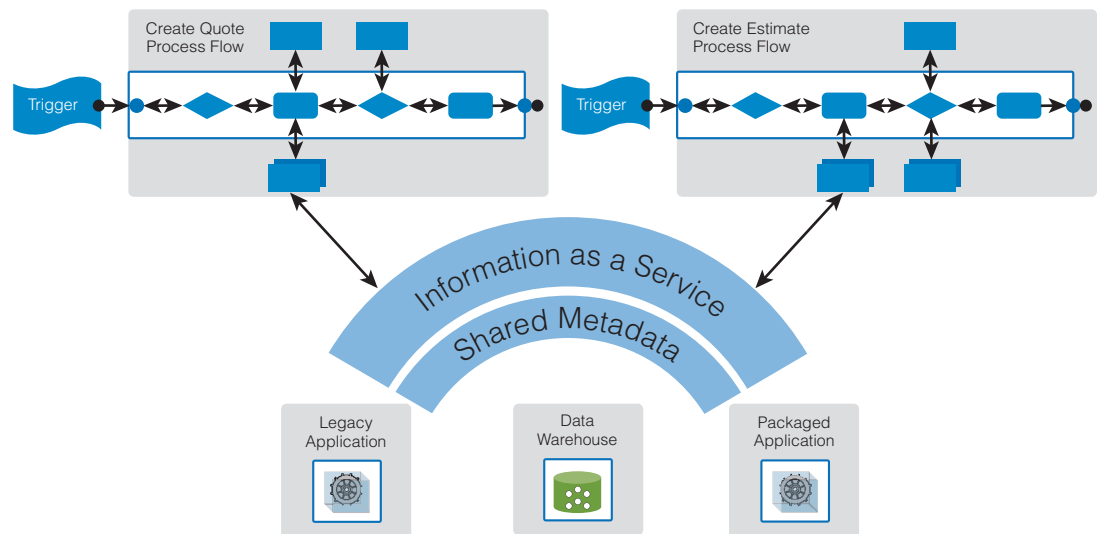 Create Quote
Process Flow
Trigger
Create Estimate
Process Flow
Trigger
Information as a Service
Shared Metadata
Legacy
Application
Data
Warehouse
Packaged
Application